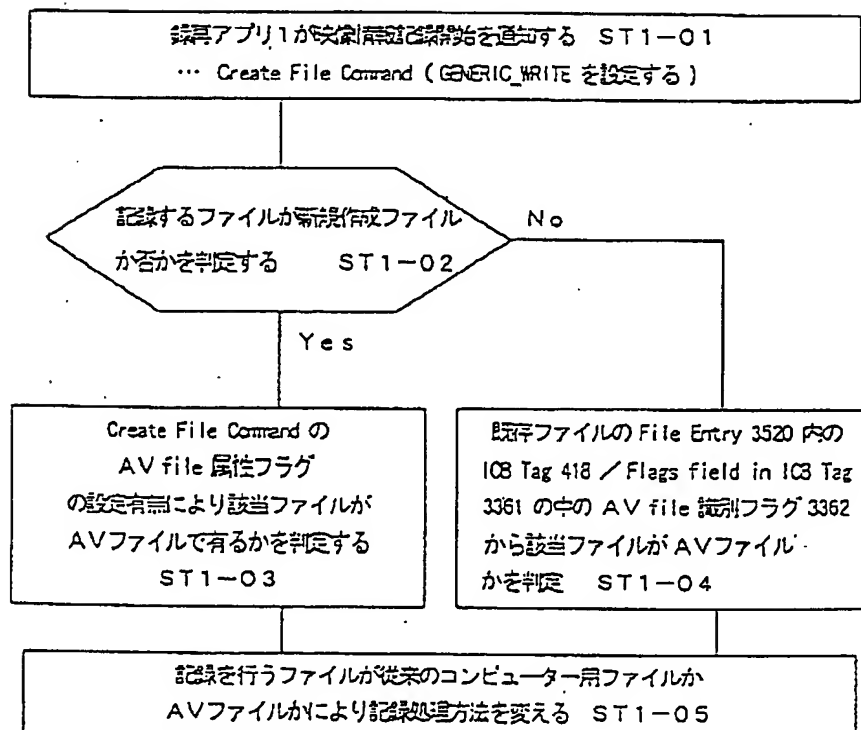 録再アプリ1が映像情報記録開始を通知する ST1-01
… Create File Command (GENERIC_WRITE を設定する)
記録するファイルが新規作成ファイル
か否かを判定する ST1-02
No
Yes
Create File Command の
AV file 属性フラグ
の設定有無により該当ファイルが
AVファイルで有るかを判定する
ST1-03
既存ファイルの File Entry 3520 内の
ICB Tag 418 / Flags field in ICB Tag
3361 の中の AV file 識別フラグ 3362
から該当ファイルがAVファイル
かを判定 ST1-04
記録を行うファイルが従来のコンピューター用ファイルか
AVファイルかにより記録処理方法を変える ST1-05